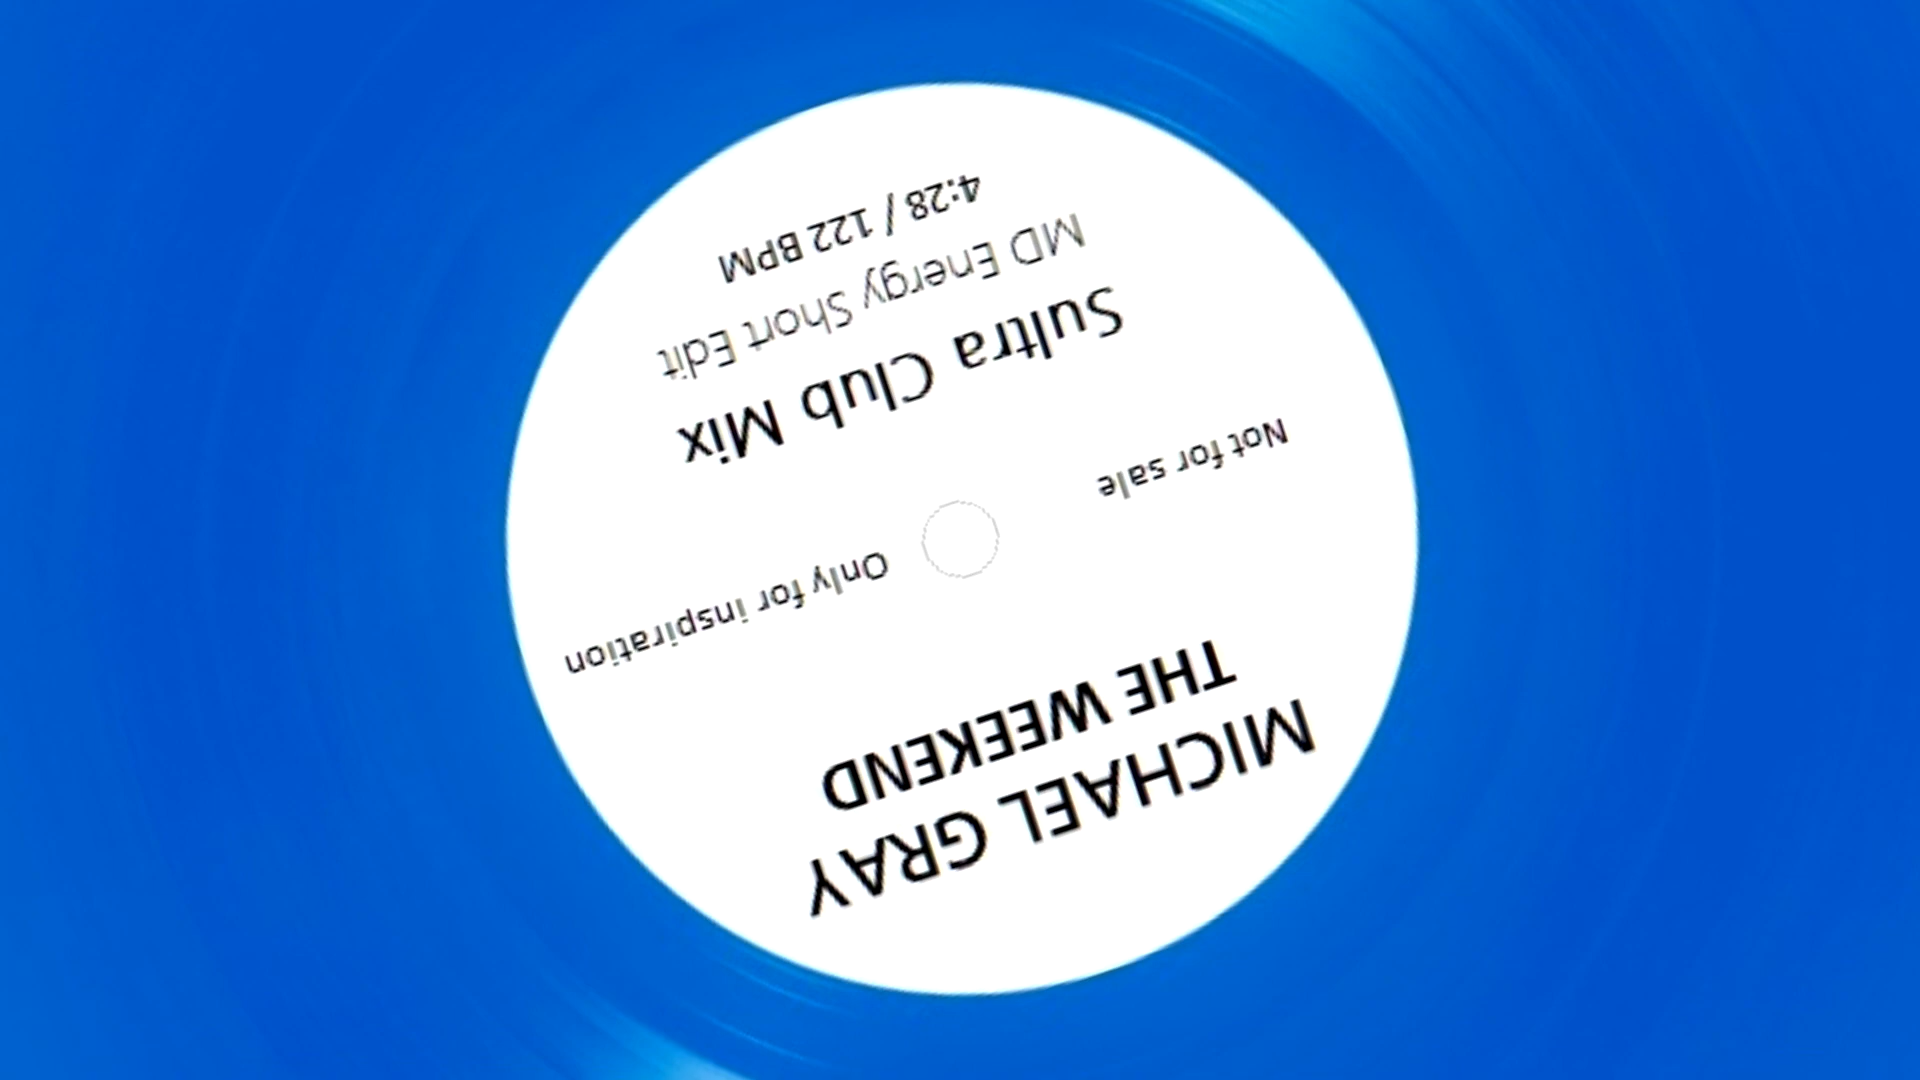 MICHAEL GRAY
THE WEEKEND
Not for sale
Only for inspiration
Sultra Club Mix
MD Energy Short Edit
4:28 / 122 BPM